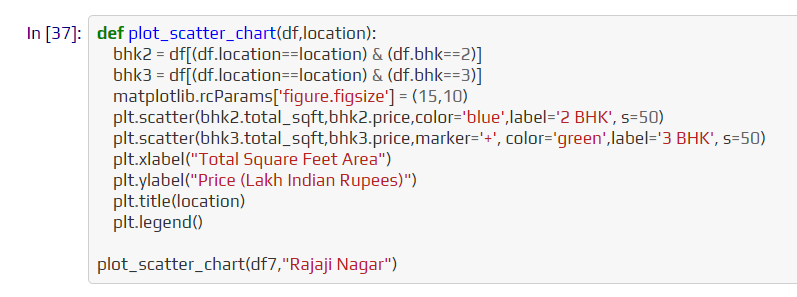 In [37]: def plot_scatter_chart(df,location):
    bhk2 = df[(df.location==location) & (df.bhk==2)]
    bhk3 = df[(df.location==location) & (df.bhk==3)]
    matplotlib.rcParams['figure.figsize'] = (15,10)
    plt.scatter(bhk2.total_sqft,bhk2.price,color='blue',label='2 BHK', s=50)
    plt.scatter(bhk3.total_sqft,bhk3.price,marker='+', color='green',label='3 BHK', s=50)
    plt.xlabel("Total Square Feet Area")
    plt.ylabel("Price (Lakh Indian Rupees)")
    plt.title(location)
    plt.legend()

plot_scatter_chart(df7,"Rajaji Nagar")